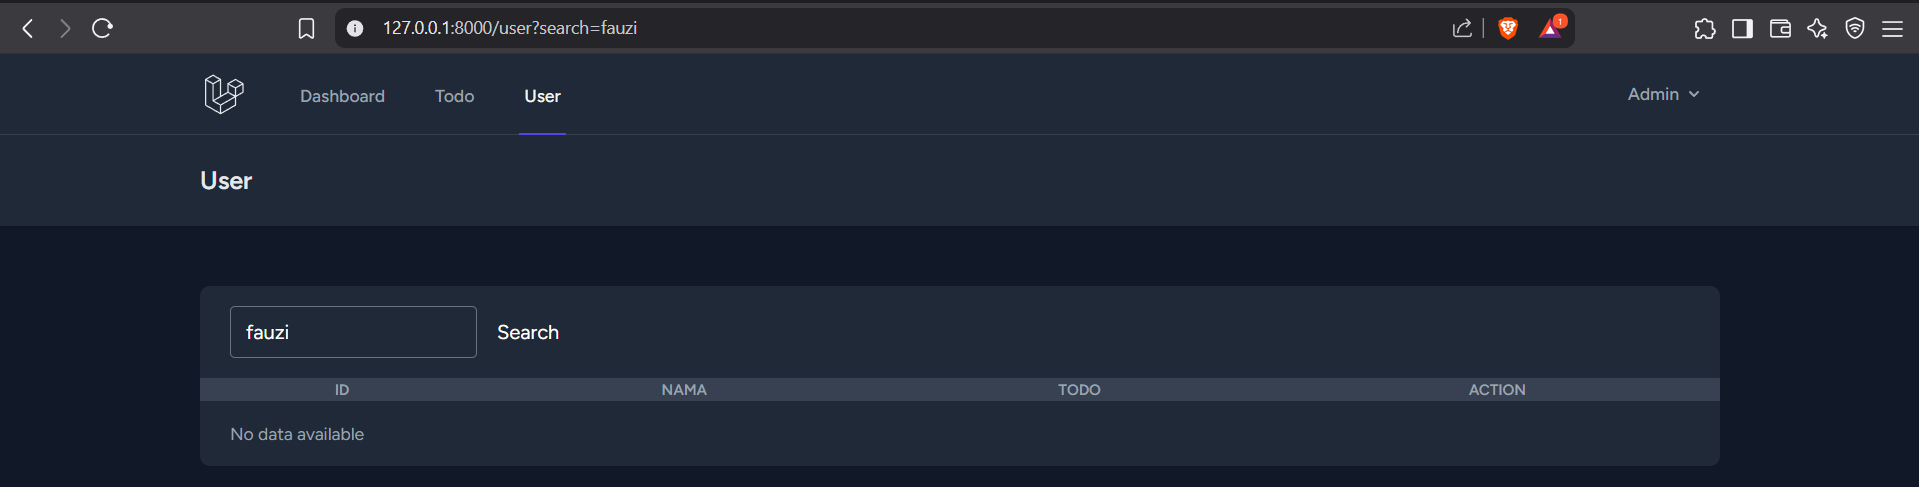 127.0.0.1:8000/user?search=fauzi
1
Dashboard Todo User Admin
User
fauzi Search
ID NAMA TODO ACTION
No data available